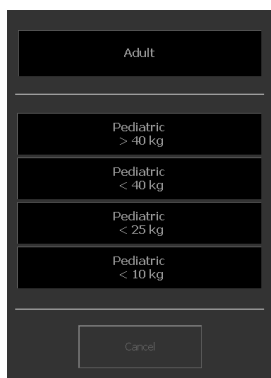 Adult
Pediatric
> 40 kg
Pediatric
< 40 kg
Pediatric
< 25 kg
Pediatric
< 10 kg
Cancel